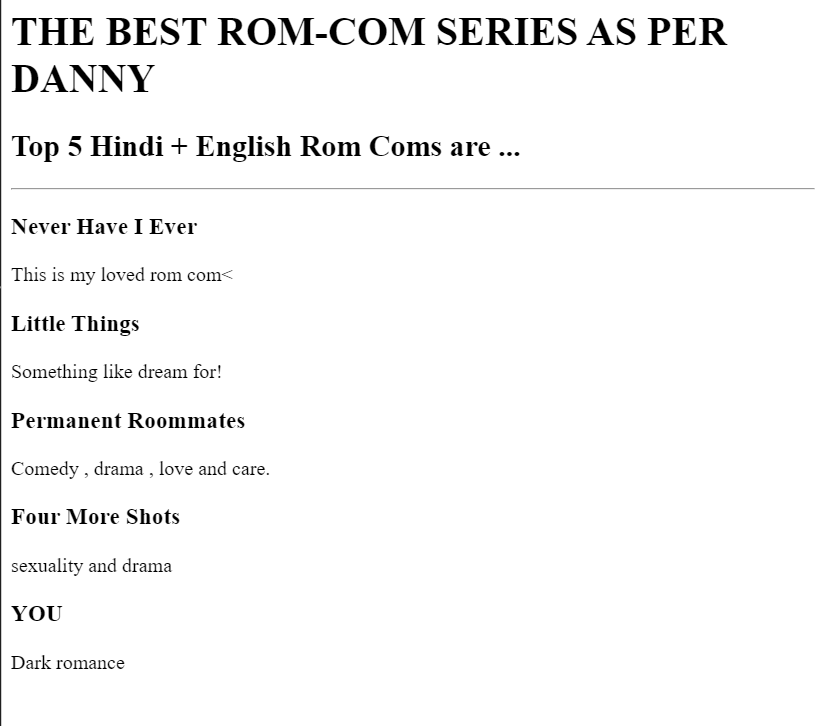 THE BEST ROM-COM SERIES AS PER
DANNY
Top 5 Hindi + English Rom Coms are ...
Never Have I Ever
This is my loved rom com<
Little Things
Something like dream for!
Permanent Roommates
Comedy , drama , love and care.
Four More Shots
sexuality and drama
YOU
Dark romance